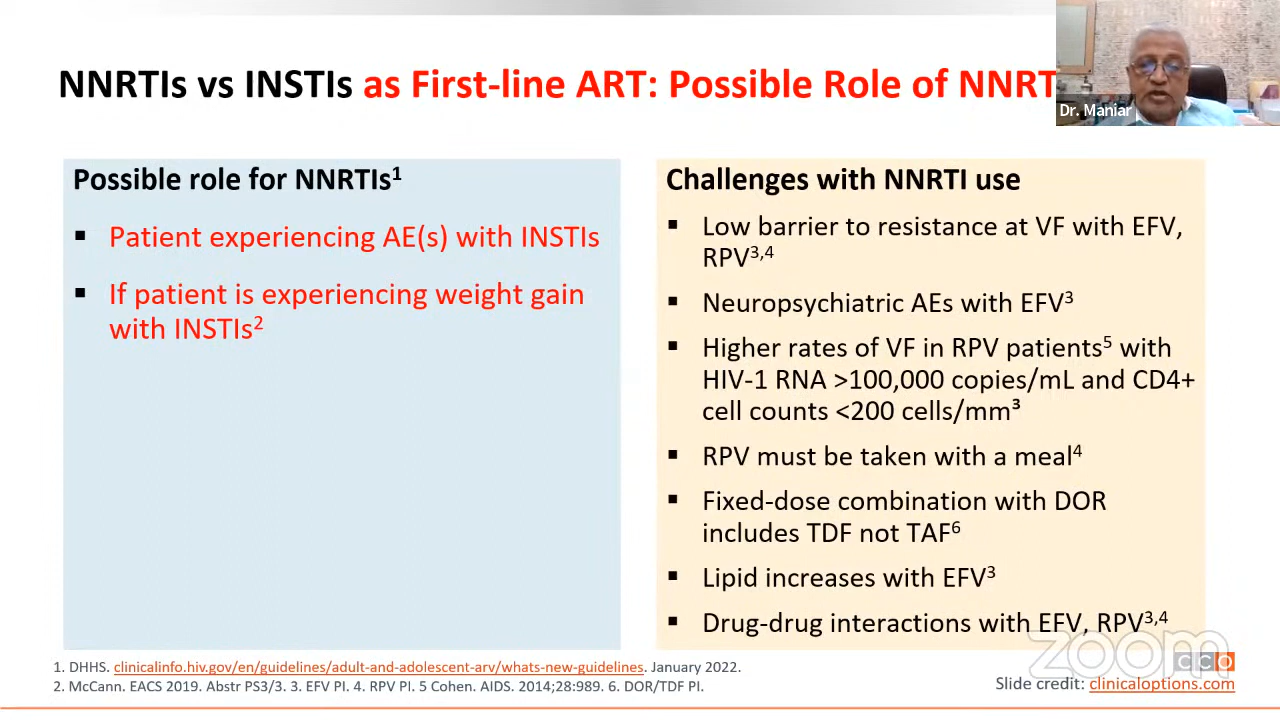 NNRTIs vs INSTIs as First-line ART: Possible Role of NNRT
Dr. Maniar
Possible role for NNRTIs1
▪ Patient experiencing AE(s) with INSTIs
▪ If patient is experiencing weight gain
with INSTIs2
Challenges with NNRTI use
▪ Low barrier to resistance at VF with EFV,
RPV3,4
▪ Neuropsychiatric AEs with EFV3
▪ Higher rates of VF in RPV patients5 with
HIV-1 RNA >100,000 copies/mL and CD4+
cell counts <200 cells/mm³
▪ RPV must be taken with a meal4
▪ Fixed-dose combination with DOR
includes TDF not TAF6
▪ Lipid increases with EFV3
▪ Drug-drug interactions with EFV, RPV3,4
1. DHHS. clinicalinfo.hiv.gov/en/guidelines/adult-and-adolescent-arv/whats-new-guidelines. January 2022.
2. McCann. EACS 2019. Abstr PS3/3. 3. EFV PI. 4. RPV PI. 5 Cohen. AIDS. 2014;28:989. 6. DOR/TDF PI.
zoom
cco
Slide credit: clinicaloptions.com